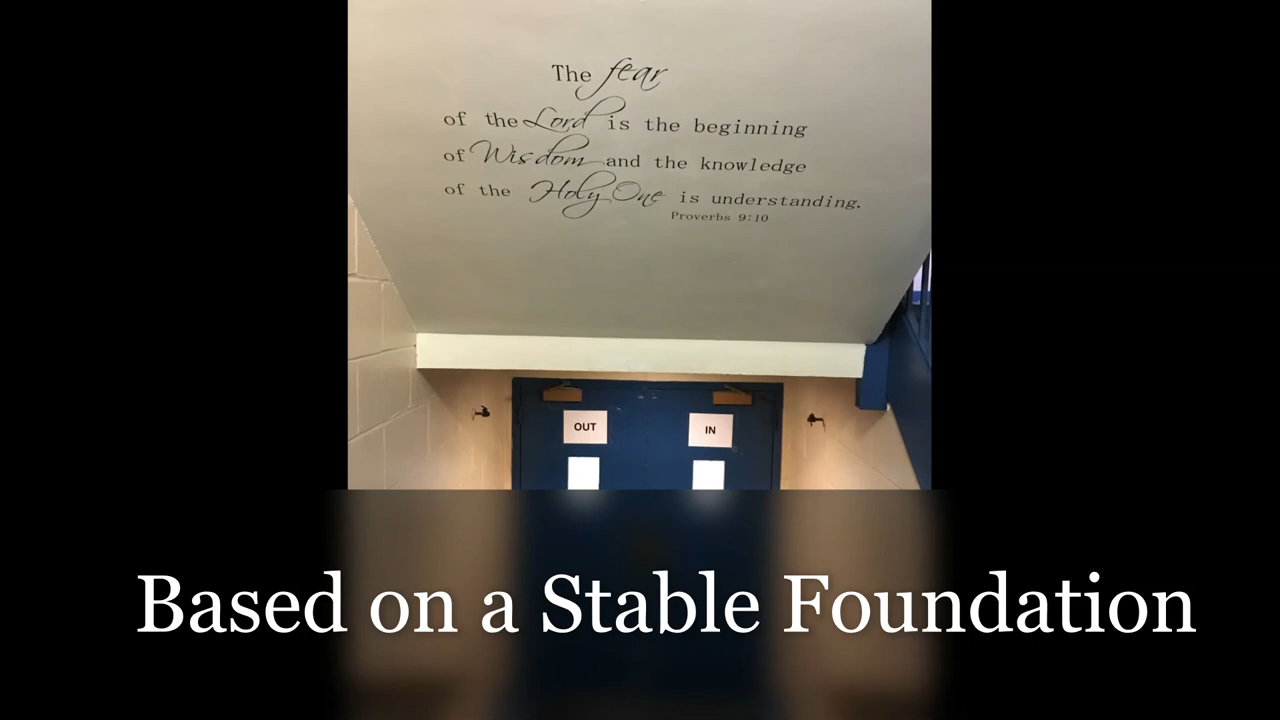 The fear
of the Lord is the beginning
of Wisdom and the knowledge
of the Holy One is understanding.
Proverbs 9:10
OUT
IN
Based on a Stable Foundation